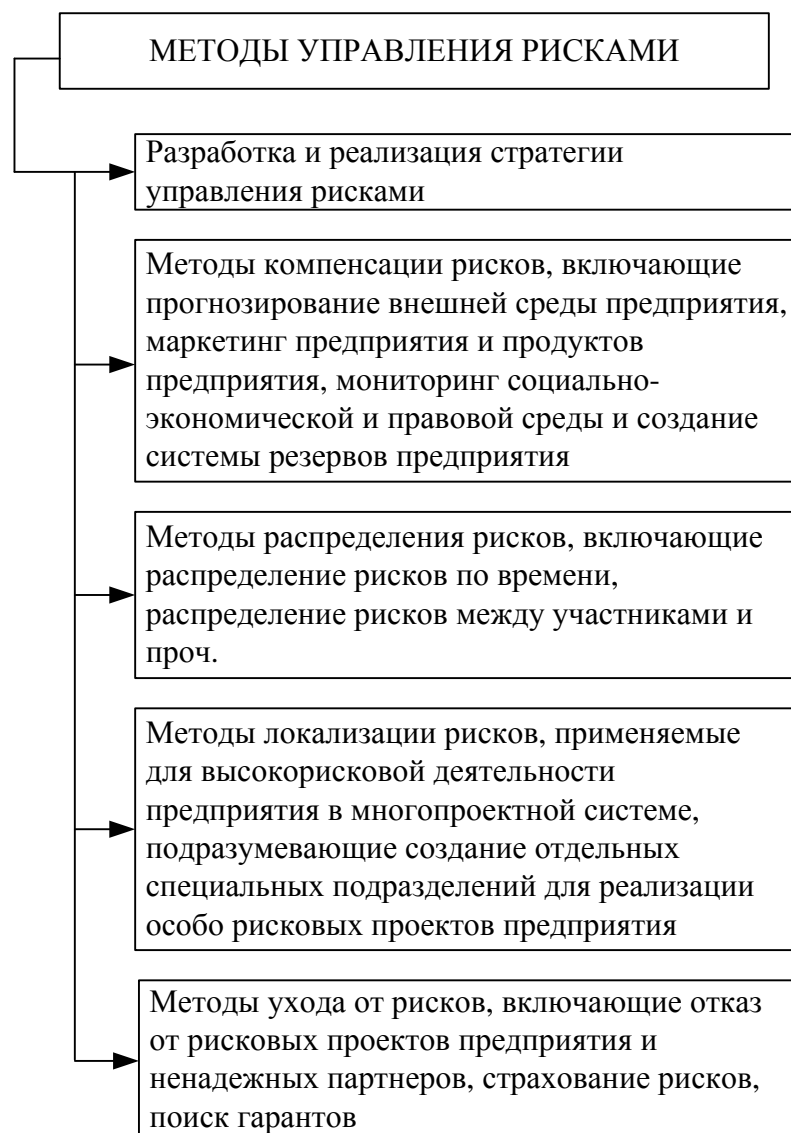 МЕТОДЫ УПРАВЛЕНИЯ РИСКАМИ
Разработка и реализация стратегии
управления рисками
Методы компенсации рисков, включающие
прогнозирование внешней среды предприятия,
маркетинг предприятия и продуктов
предприятия, мониторинг социально-
экономической и правовой среды и создание
системы резервов предприятия
Методы распределения рисков, включающие
распределение рисков по времени,
распределение рисков между участниками и
проч.
Методы локализации рисков, применяемые
для высокорисковой деятельности
предприятия в многопроектной системе,
подразумевающие создание отдельных
специальных подразделений для реализации
особо рисковых проектов предприятия
Методы ухода от рисков, включающие отказ
от рисковых проектов предприятия и
ненадежных партнеров, страхование рисков,
поиск гарантов